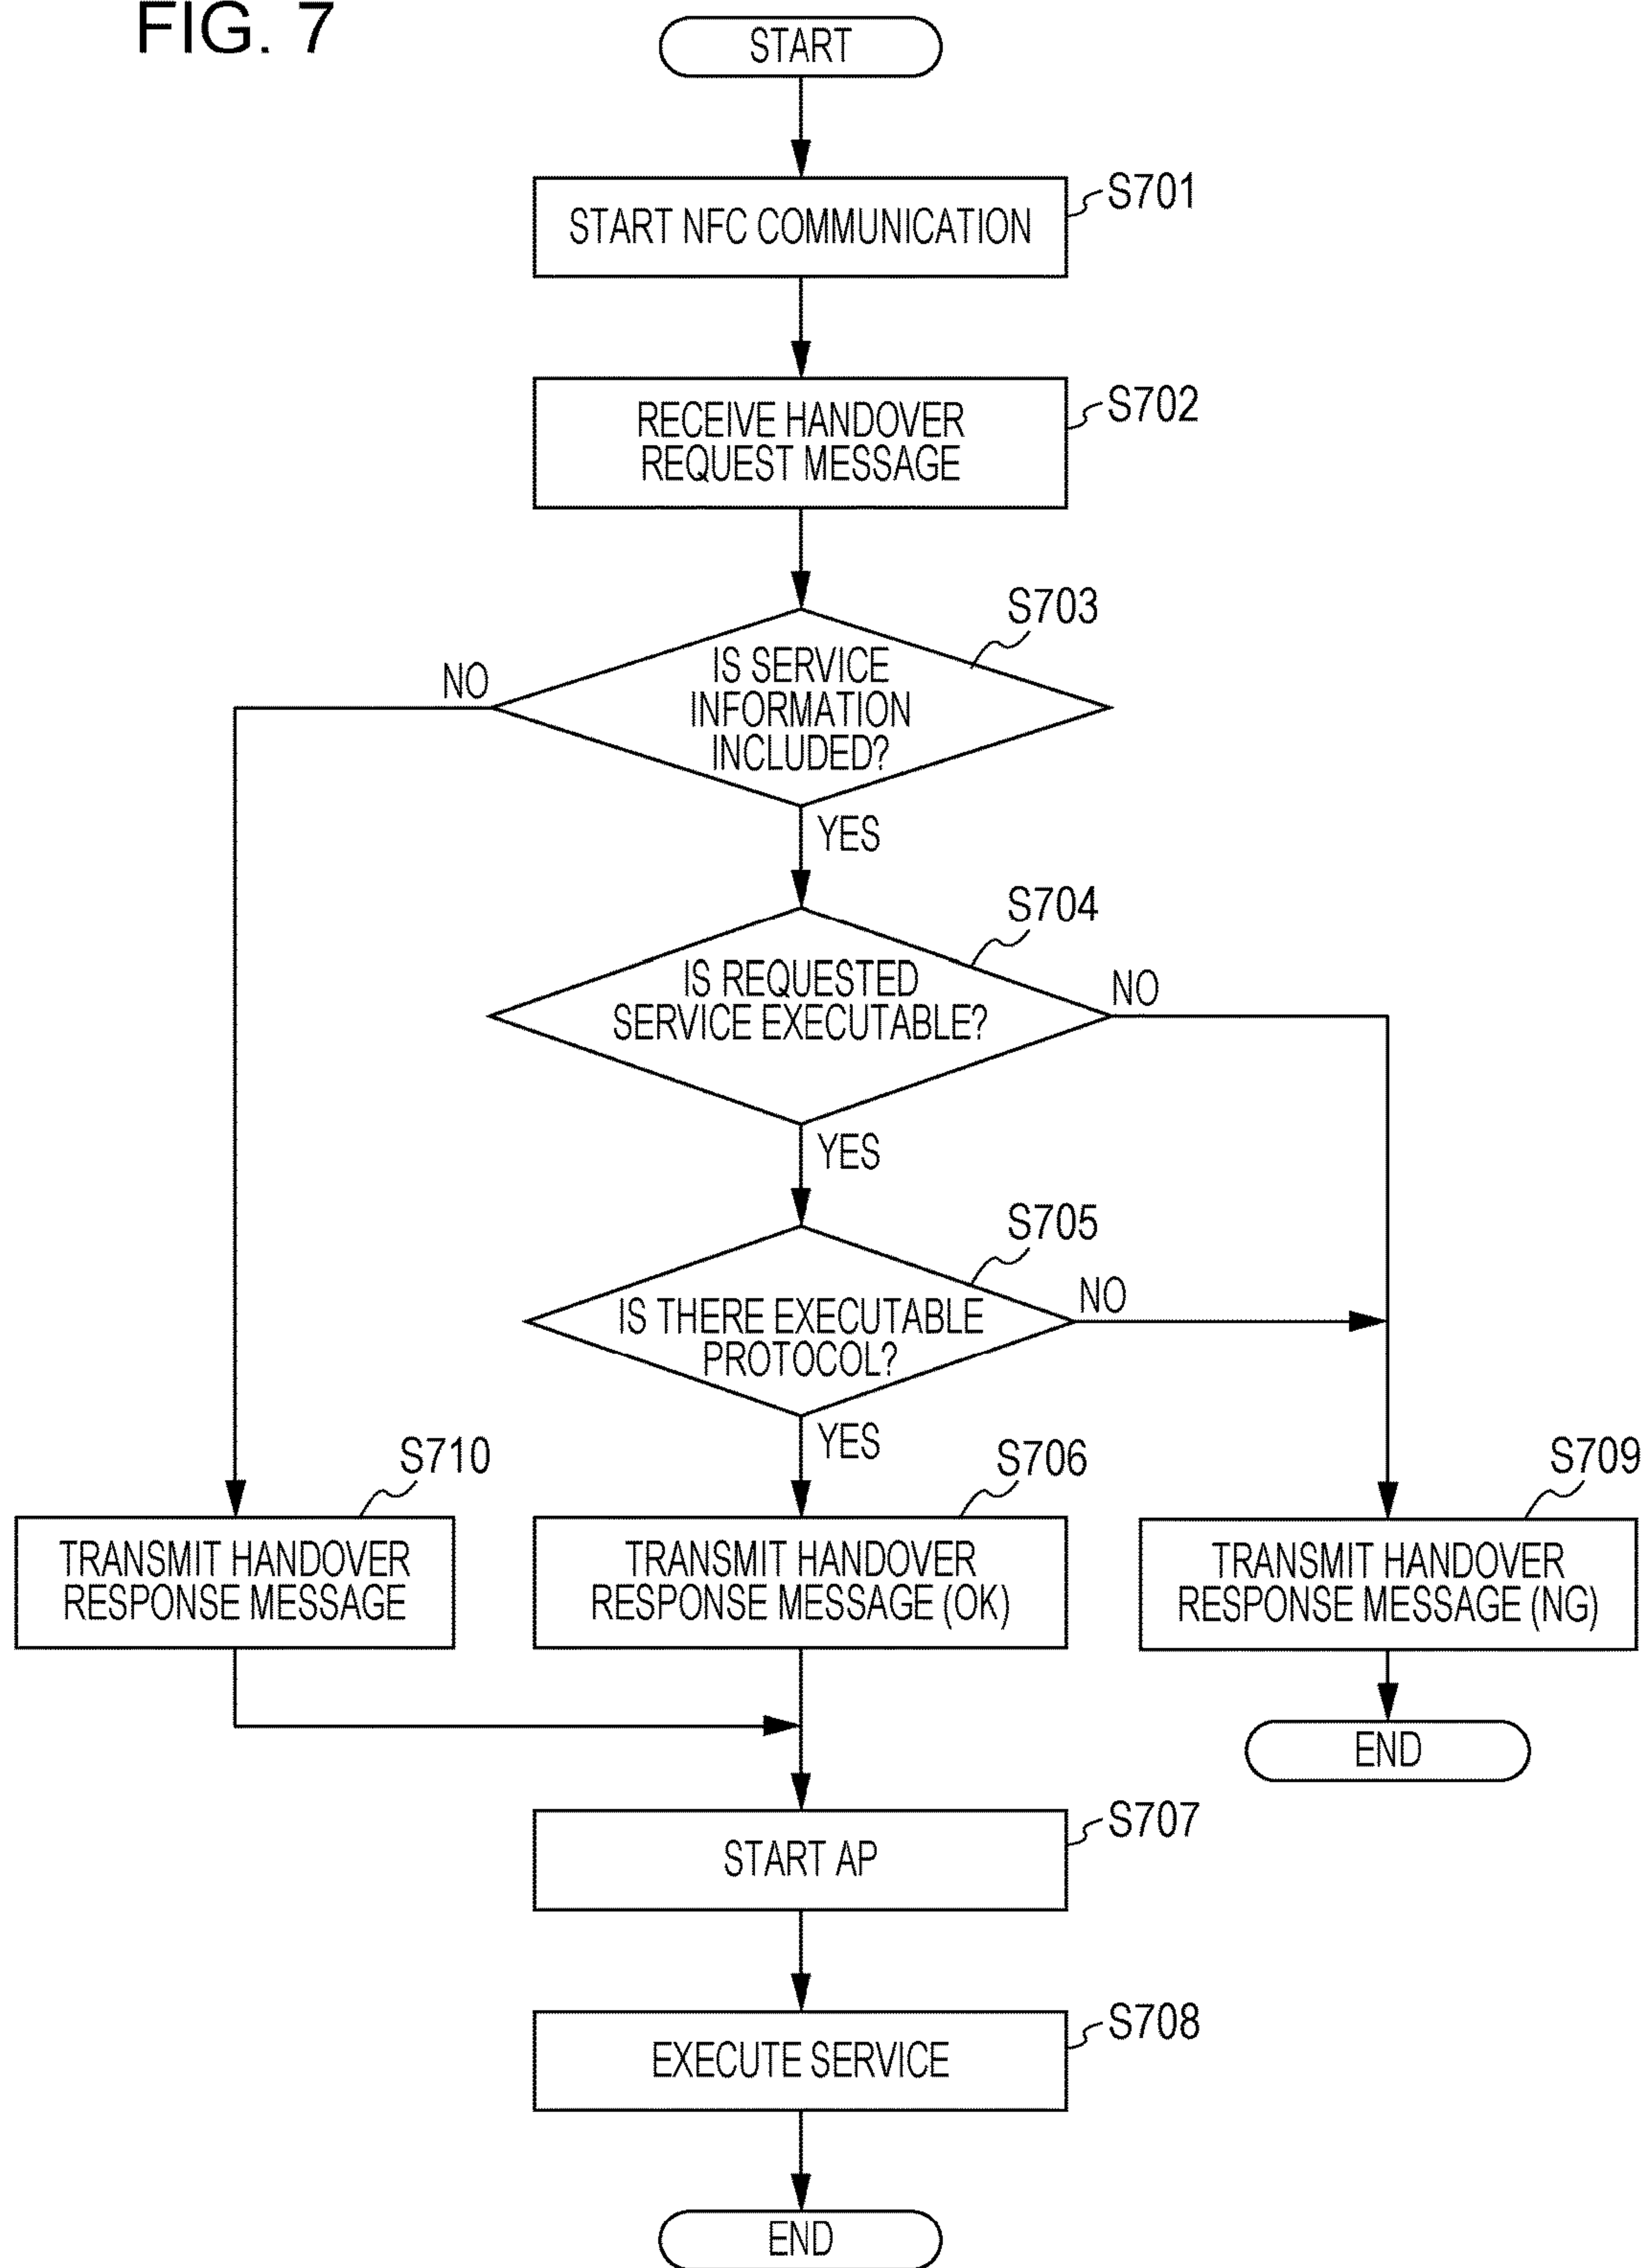 FIG. 7
START
S701
START NFC COMMUNICATION
S702
RECEIVE HANDOVER
REQUEST MESSAGE
S703
IS SERVICE
INFORMATION
INCLUDED?
NO
YES
S704
IS REQUESTED
SERVICE EXECUTABLE?
NO
YES
S705
IS THERE EXECUTABLE
PROTOCOL?
NO
YES
S710
TRANSMIT HANDOVER
RESPONSE MESSAGE
S706
TRANSMIT HANDOVER
RESPONSE MESSAGE (OK)
S709
TRANSMIT HANDOVER
RESPONSE MESSAGE (NG)
END
S707
START AP
S708
EXECUTE SERVICE
END